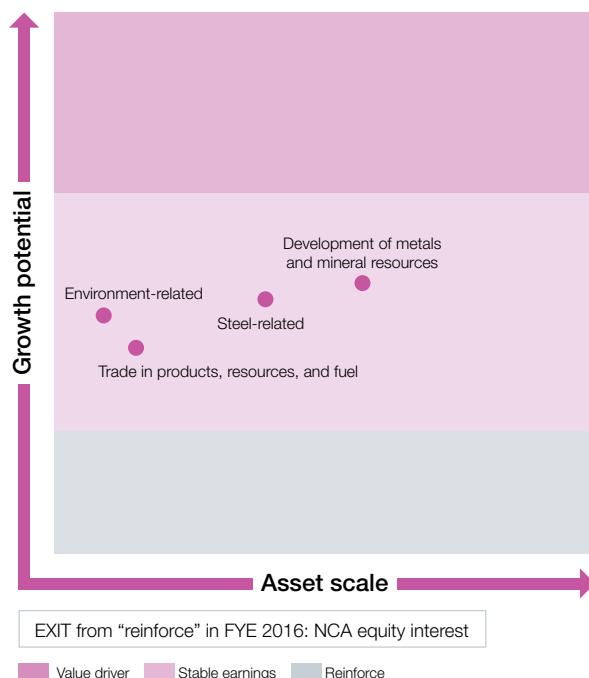 Growth potential
Development of metals
and mineral resources
Environment-related
Steel-related
Trade in products, resources, and fuel
Asset scale
EXIT from “reinforce” in FYE 2016: NCA equity interest
Value driver Stable earnings Reinforce